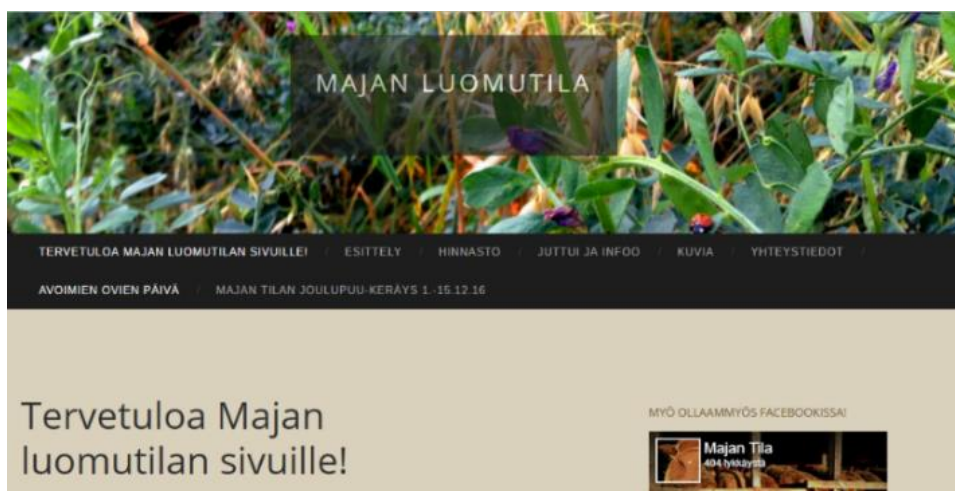 MAJAN LUOMUTILA
TERVETULOA MAJAN LUOMUTILAN SIVUILLE! / ESITTELY / HINNASTO / JUTTUI JA INFOO / KUVIA / YHTEYSTIEDOT /
AVOIMIEN OVIEN PÄIVÄ / MAJAN TILAN JOULUPUU-KERÄYS 1.-15.12.16
Tervetuloa Majan
luomutilan sivuille!
MYÖ OLLAAMMYÖS FACEBOOKISSA!
Majan Tila
404 tykkäystä